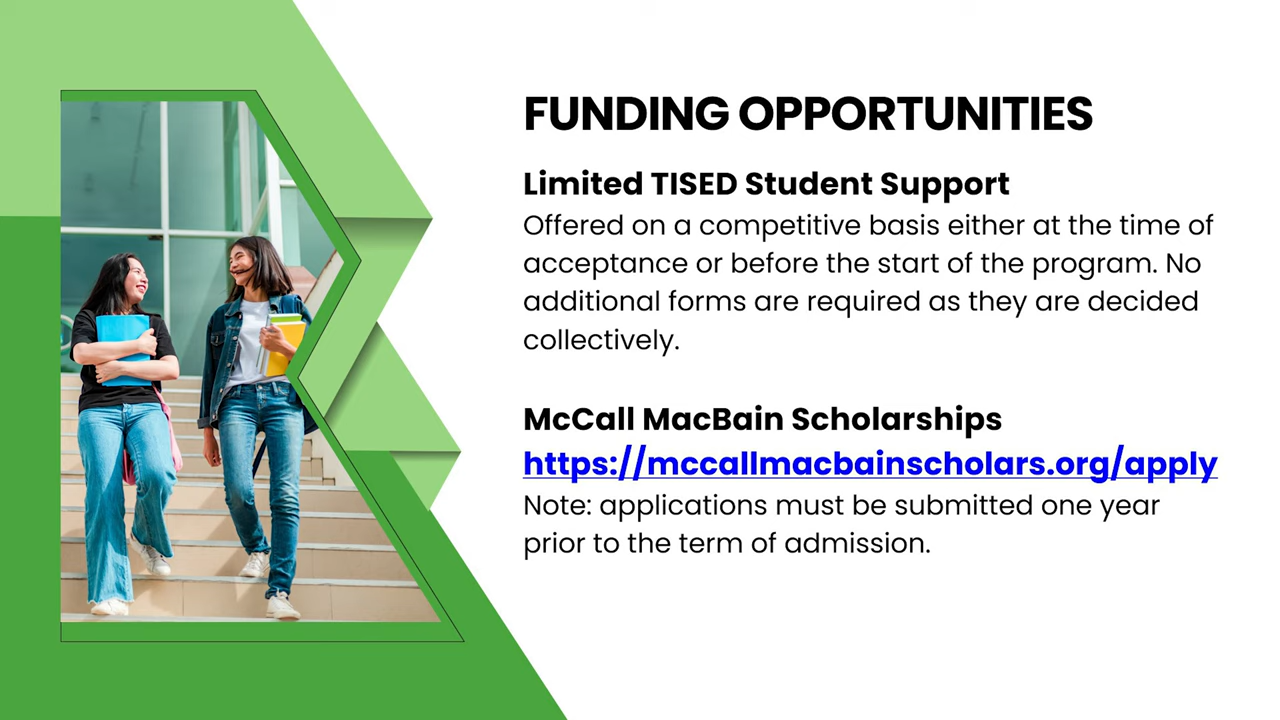 FUNDING OPPORTUNITIES
Limited TISED Student Support
Offered on a competitive basis either at the time of
acceptance or before the start of the program. No
additional forms are required as they are decided
collectively.
McCall MacBain Scholarships
https://mccallmacbainscholars.org/apply
Note: applications must be submitted one year
prior to the term of admission.